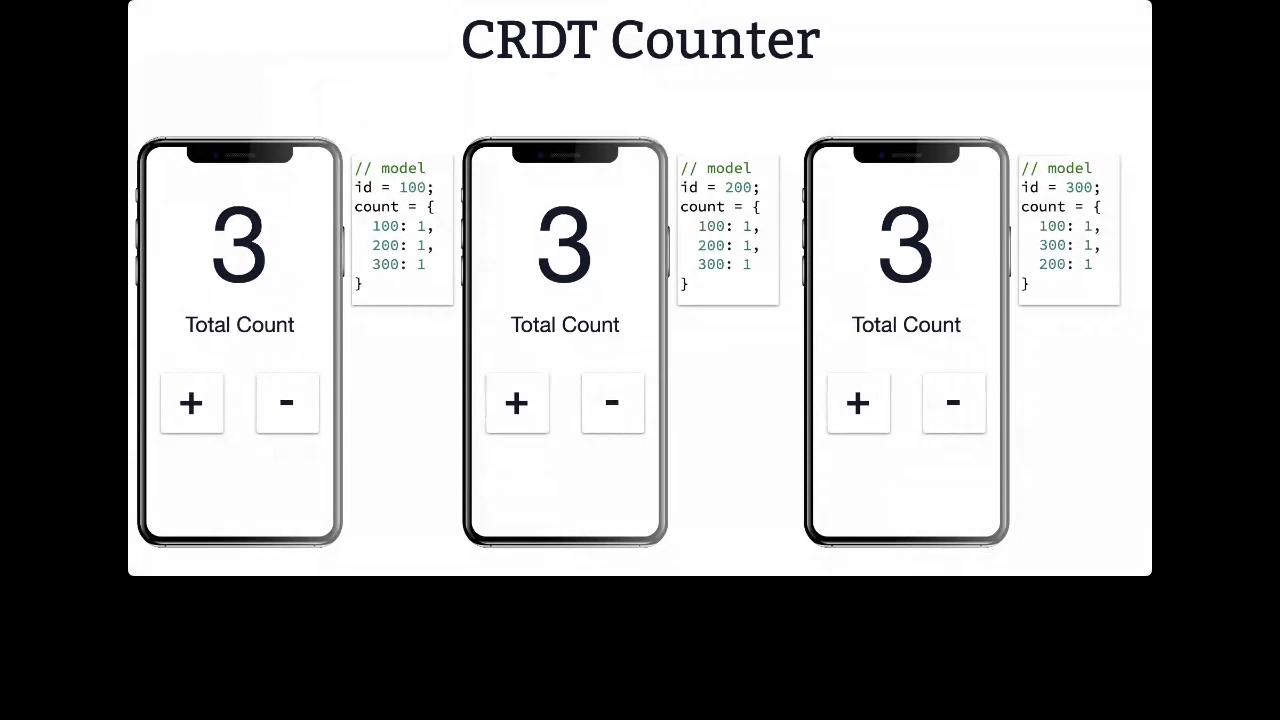 CRDT Counter
3
Total Count
+ -
// model
id = 100;
count = {
100: 1,
200: 1,
300: 1
}
3
Total Count
+ -
// model
id = 200;
count = {
100: 1,
200: 1,
300: 1
}
3
Total Count
+ -
// model
id = 300;
count = {
100: 1,
300: 1,
200: 1
}